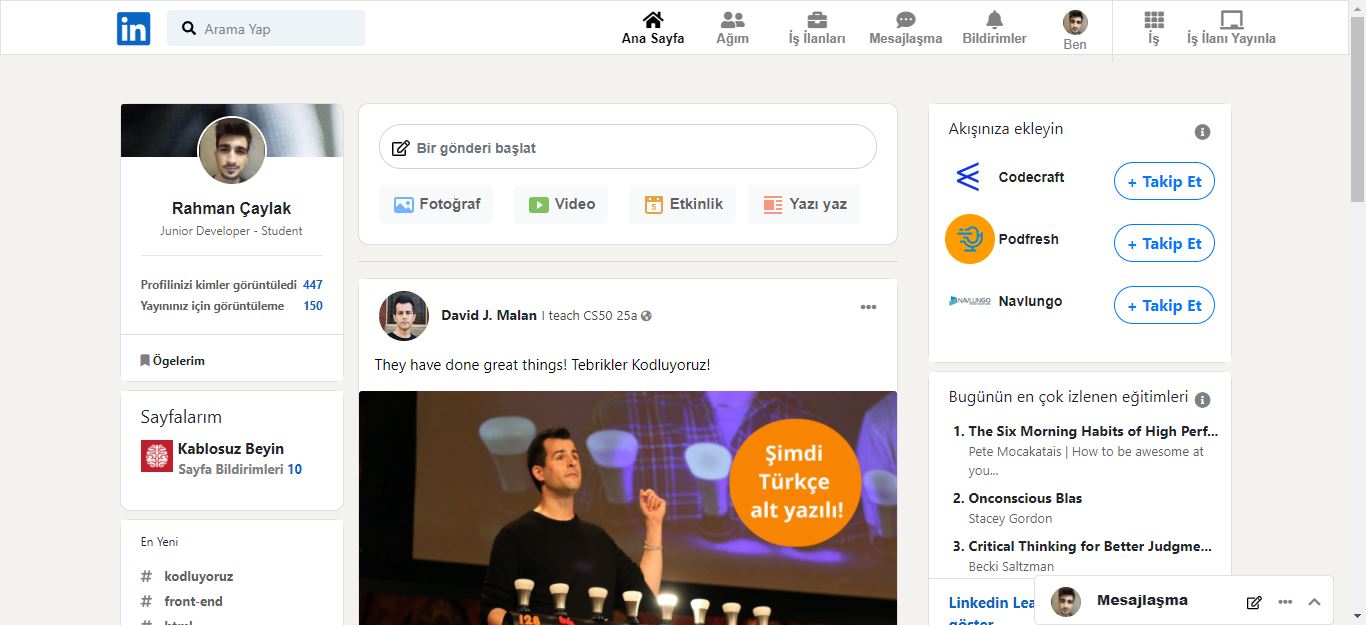 in
Arama Yap
Ana Sayfa
Ağım
İş İlanları
Mesajlaşma
Bildirimler
Ben
İş
İş İlanı Yayınla
Rahman Çaylak
Junior Developer - Student
Profilinizi kimler görüntüledi 447
Yayınınız için görüntüleme 150
Ögelerim
Sayfalarım
Kablosuz Beyin
Sayfa Bildirimleri 10
En Yeni
# kodluyoruz
# front-end
# html
Bir gönderi başlat
Fotoğraf
Video
5
Etkinlik
Yazı yaz
David J. Malan I teach CS50 25a
They have done great things! Tebrikler Kodluyoruz!
Şimdi
Türkçe
alt yazılı!
128
Akışınıza ekleyin
Codecraft
+ Takip Et
Podfresh
+ Takip Et
NAVLUNGO
Navlungo
+ Takip Et
Bugünün en çok izlenen eğitimleri
1. The Six Morning Habits of High Perf...
Pete Mocakatais | How to be awesome at
you...
2. Onconscious Blas
Stacey Gordon
3. Critical Thinking for Better Judgme...
Becki Saltzman
Linkedin Lea
göster
Mesajlaşma